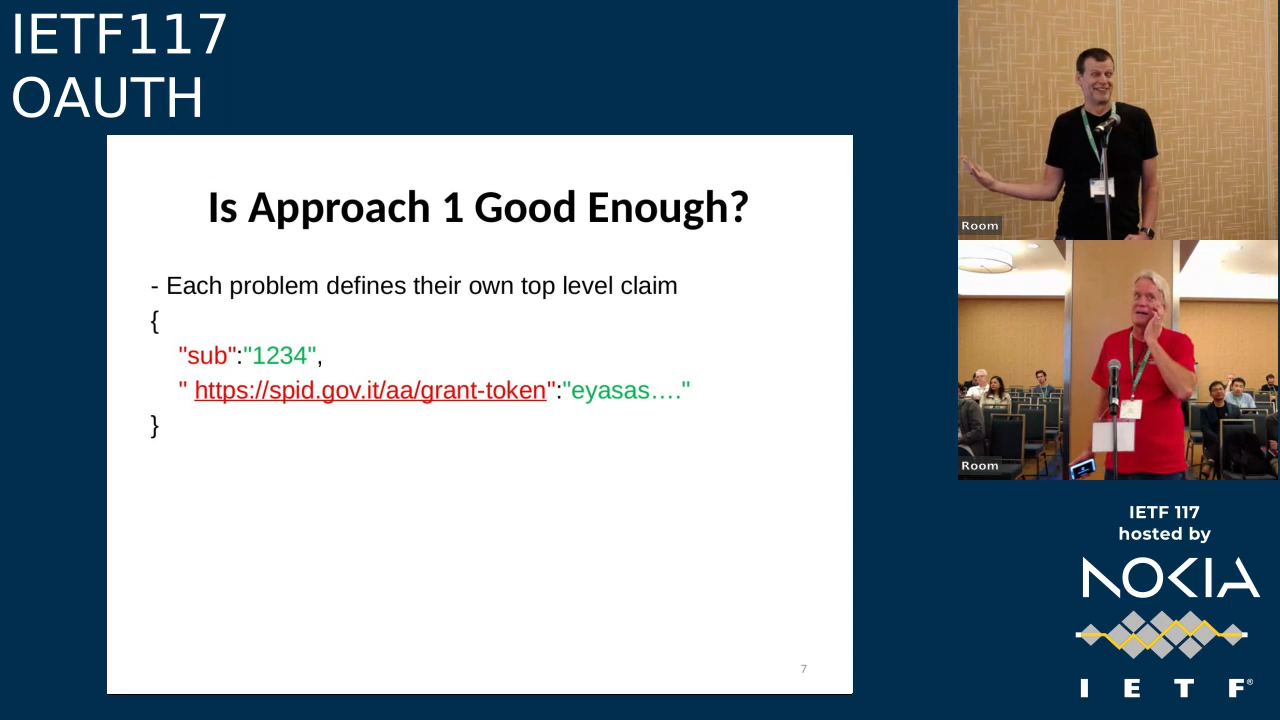 IETF117
OAUTH
Is Approach 1 Good Enough?
- Each problem defines their own top level claim
{
"sub":"1234",
" https://spid.gov.it/aa/grant-token":"eyasas…."
}
7
Room
Room
IETF 117
hosted by
NOKIA
I E T F®